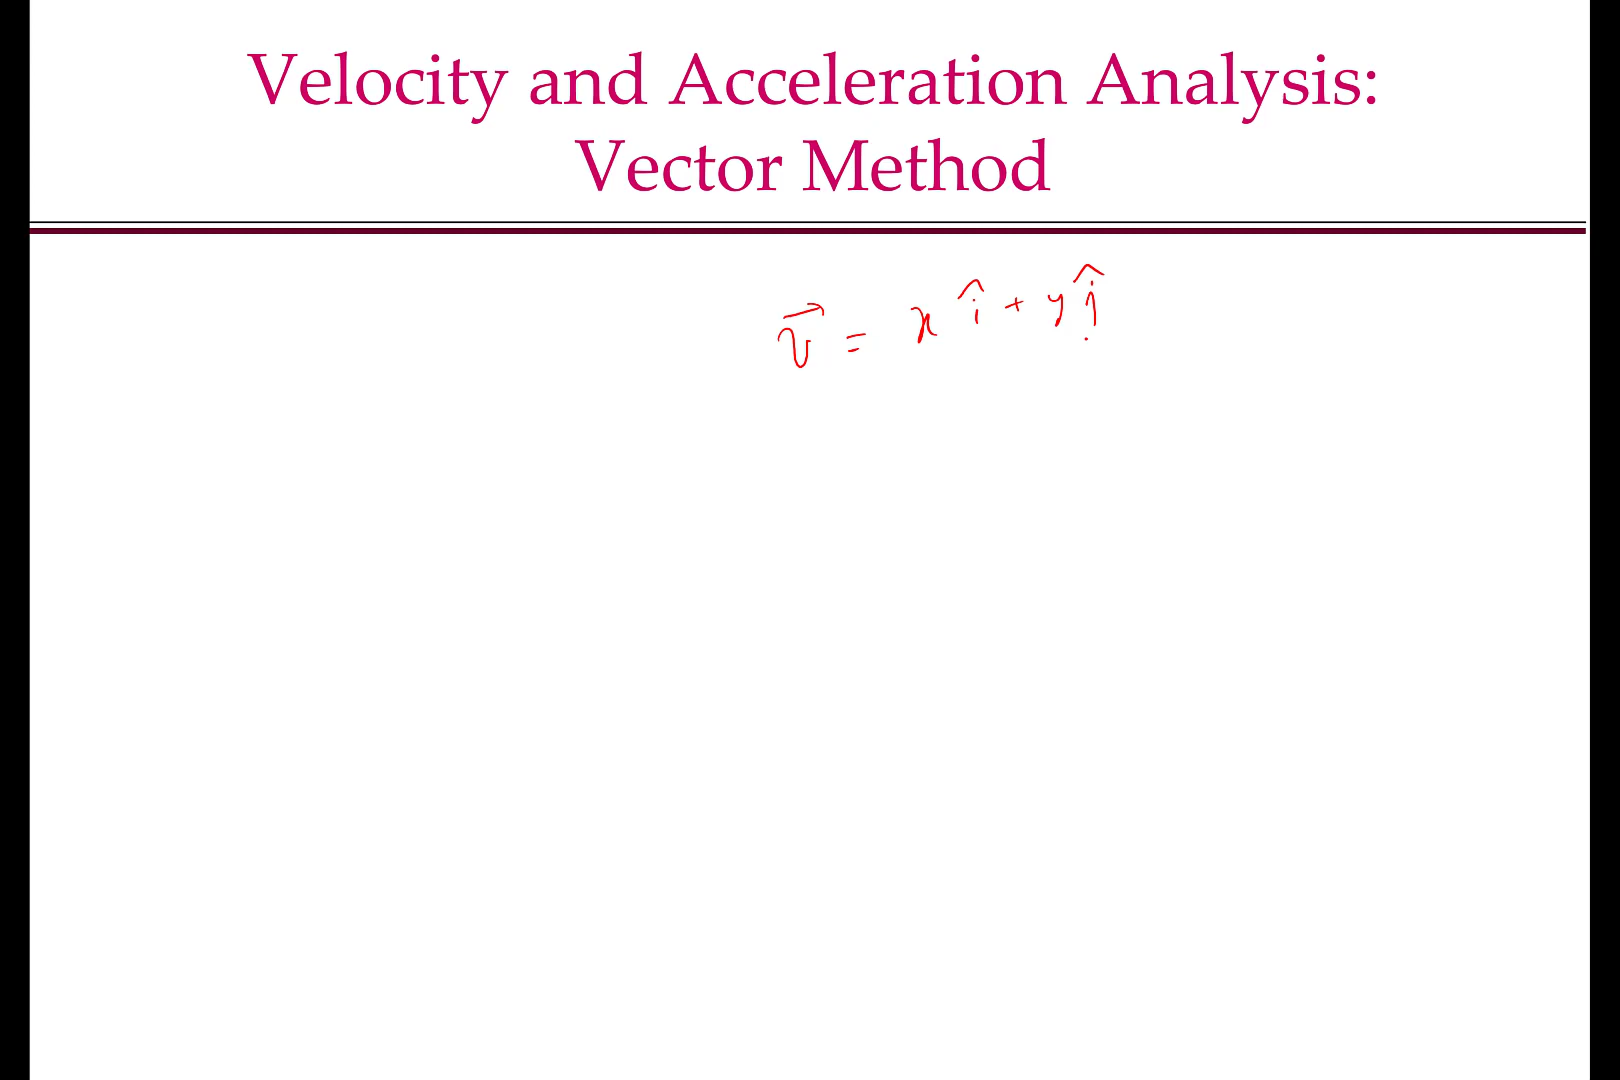 Velocity and Acceleration Analysis:
Vector Method
v⃗ = x î + y ĵ